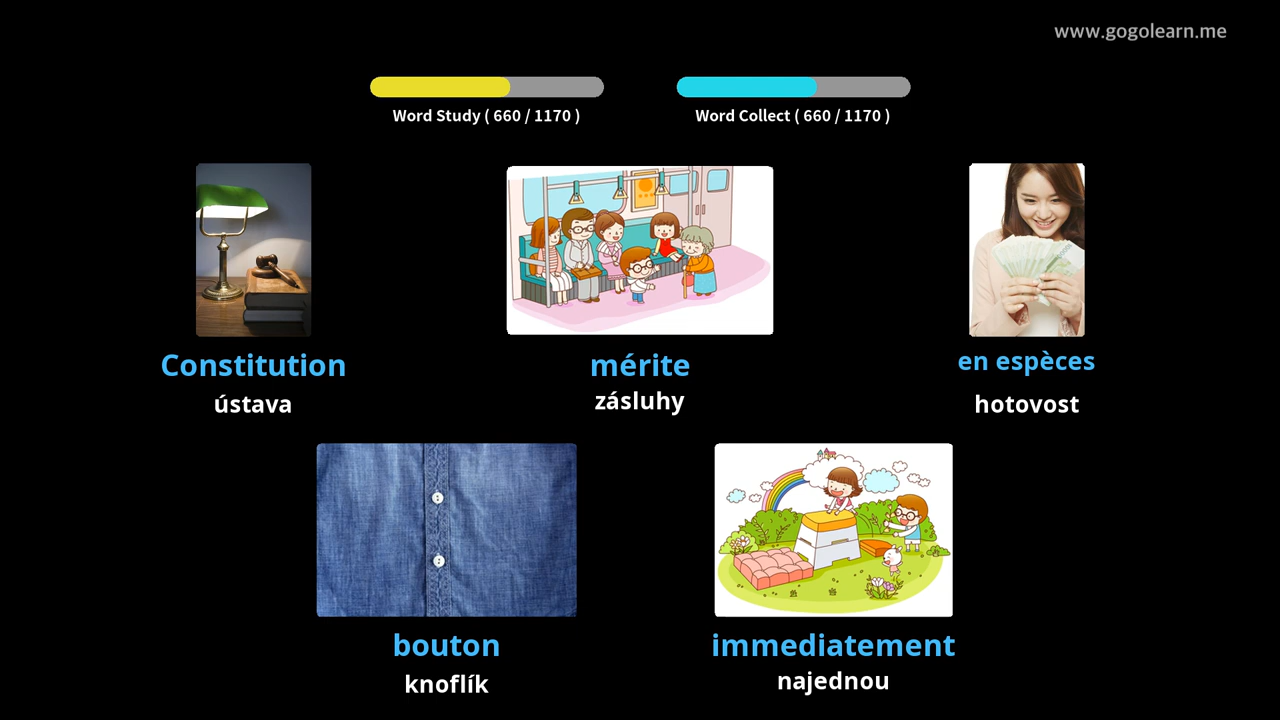 www.gogolearn.me
Word Study ( 660 / 1170 )
Word Collect ( 660 / 1170 )
Constitution
ústava
mérite
zásluhy
en espèces
hotovost
bouton
knoflík
immediatement
najednou